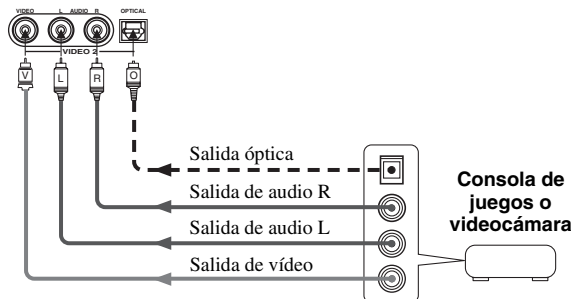 VIDEO L AUDIO R OPTICAL
VIDEO 2
V L R O
Salida óptica
Salida de audio R
Salida de audio L
Salida de vídeo
Consola de
juegos o
videocámara